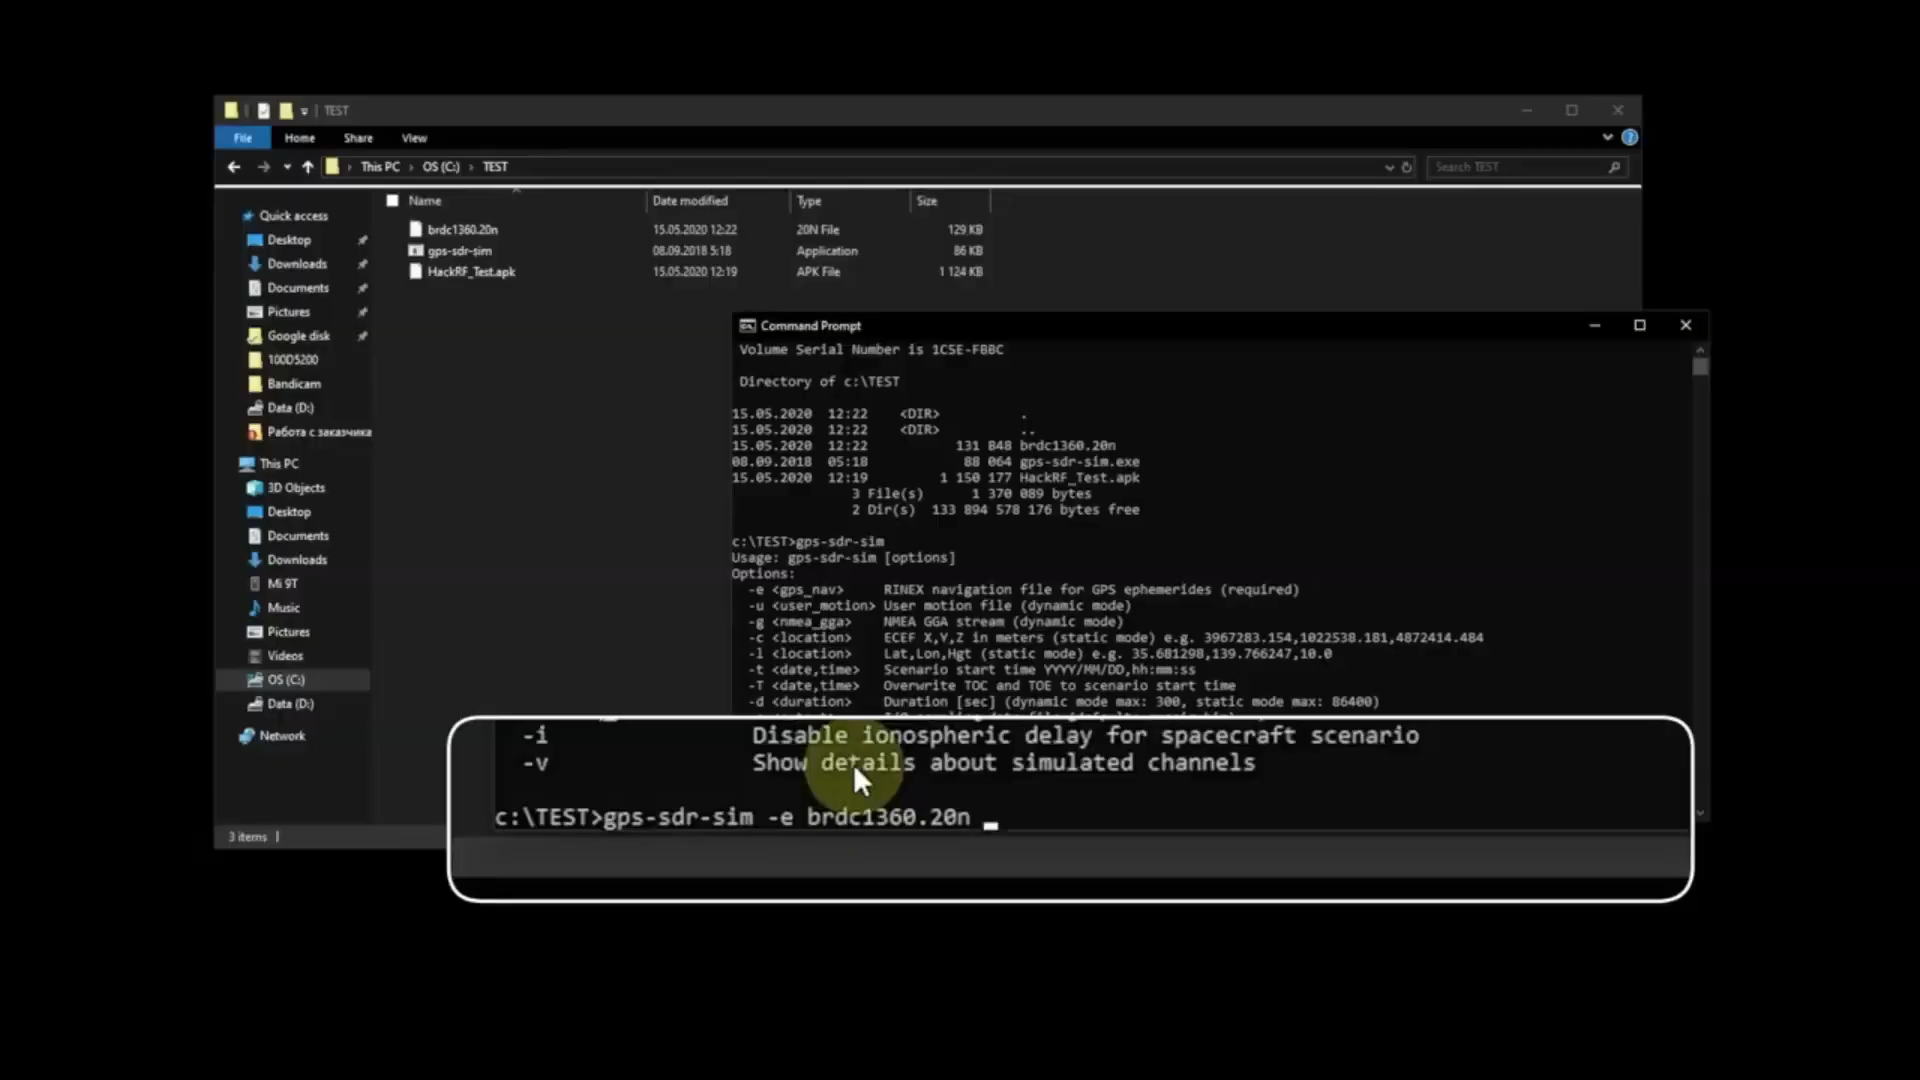 TEST
File Home Share View
This PC › OS (C:) › TEST
Search TEST
Name Date modified Type Size
brdc1360.20n 15.05.2020 12:22 20N File 129 KB
gps-sdr-sim 08.09.2018 5:18 Application 86 KB
HackRF_Test.apk 15.05.2020 12:19 APK File 1 124 KB
Quick access
Desktop
Downloads
Documents
Pictures
Google disk
100D5200
Bandicam
Data (D:)
Работа с заказчика
This PC
3D Objects
Desktop
Documents
Downloads
Mi 9T
Music
Pictures
Videos
OS (C:)
Data (D:)
Network
3 items
Command Prompt
Volume Serial Number is 1C5E-FBBC
Directory of c:\TEST
15.05.2020 12:22 <DIR> .
15.05.2020 12:22 <DIR> ..
15.05.2020 12:22 131 848 brdc1360.20n
08.09.2018 05:18 88 064 gps-sdr-sim.exe
15.05.2020 12:19 1 150 177 HackRF_Test.apk
3 File(s) 1 370 089 bytes
2 Dir(s) 133 894 578 176 bytes free
c:\TEST>gps-sdr-sim
Usage: gps-sdr-sim [options]
Options:
-e <gps_nav> RINEX navigation file for GPS ephemerides (required)
-u <user_motion> User motion file (dynamic mode)
-g <nmea_gga> NMEA GGA stream (dynamic mode)
-c <location> ECEF X,Y,Z in meters (static mode) e.g. 3967283.154,1022538.181,4872414.484
-l <location> Lat,Lon,Hgt (static mode) e.g. 35.681298,139.766247,10.0
-t <date,time> Scenario start time YYYY/MM/DD,hh:mm:ss
-T <date,time> Overwrite TOC and TOE to scenario start time
-d <duration> Duration [sec] (dynamic mode max: 300, static mode max: 86400)
-i Disable ionospheric delay for spacecraft scenario
-v Show details about simulated channels
c:\TEST>gps-sdr-sim -e brdc1360.20n